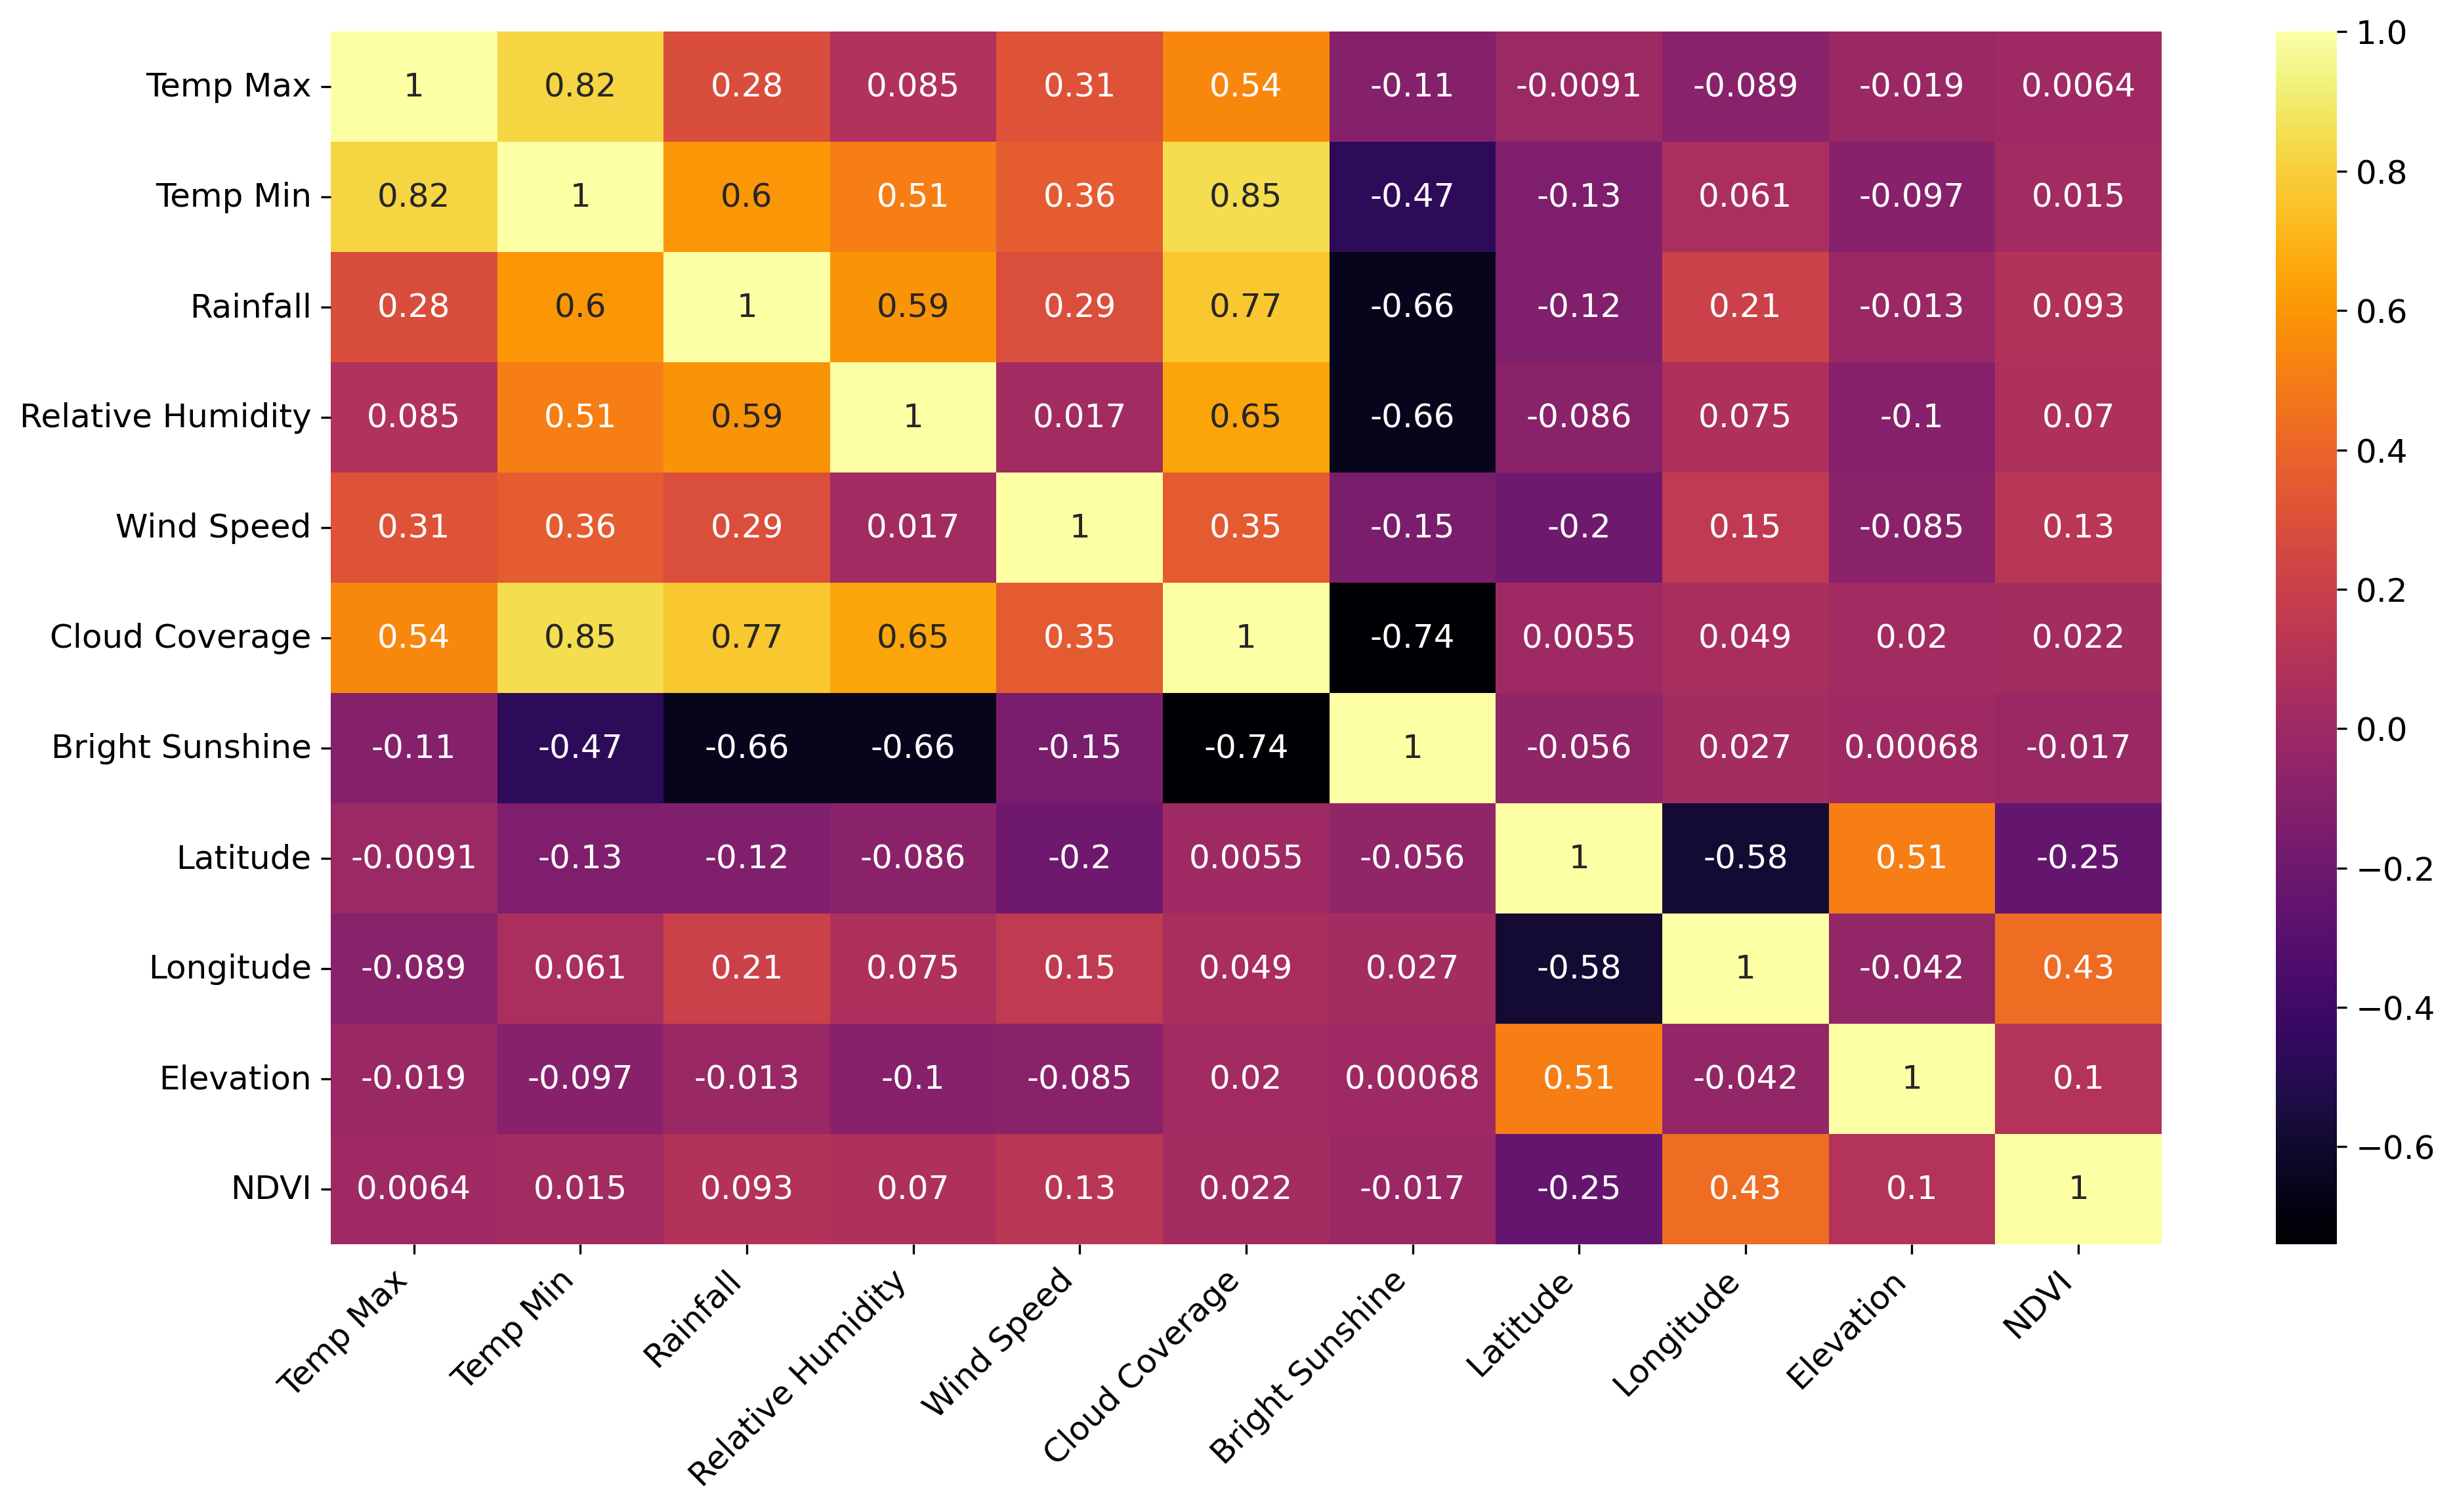 Temp Max 1 0.82 0.28 0.085 0.31 0.54 -0.11 -0.0091 -0.089 -0.019 0.0064
Temp Min 0.82 1 0.6 0.51 0.36 0.85 -0.47 -0.13 0.061 -0.097 0.015
Rainfall 0.28 0.6 1 0.59 0.29 0.77 -0.66 -0.12 0.21 -0.013 0.093
Relative Humidity 0.085 0.51 0.59 1 0.017 0.65 -0.66 -0.086 0.075 -0.1 0.07
Wind Speed 0.31 0.36 0.29 0.017 1 0.35 -0.15 -0.2 0.15 -0.085 0.13
Cloud Coverage 0.54 0.85 0.77 0.65 0.35 1 -0.74 0.0055 0.049 0.02 0.022
Bright Sunshine -0.11 -0.47 -0.66 -0.66 -0.15 -0.74 1 -0.056 0.027 0.00068 -0.017
Latitude -0.0091 -0.13 -0.12 -0.086 -0.2 0.0055 -0.056 1 -0.58 0.51 -0.25
Longitude -0.089 0.061 0.21 0.075 0.15 0.049 0.027 -0.58 1 -0.042 0.43
Elevation -0.019 -0.097 -0.013 -0.1 -0.085 0.02 0.00068 0.51 -0.042 1 0.1
NDVI 0.0064 0.015 0.093 0.07 0.13 0.022 -0.017 -0.25 0.43 0.1 1
Temp Max
Temp Min
Rainfall
Relative Humidity
Wind Speed
Cloud Coverage
Bright Sunshine
Latitude
Longitude
Elevation
NDVI
1.0
0.8
0.6
0.4
0.2
0.0
−0.2
−0.4
−0.6